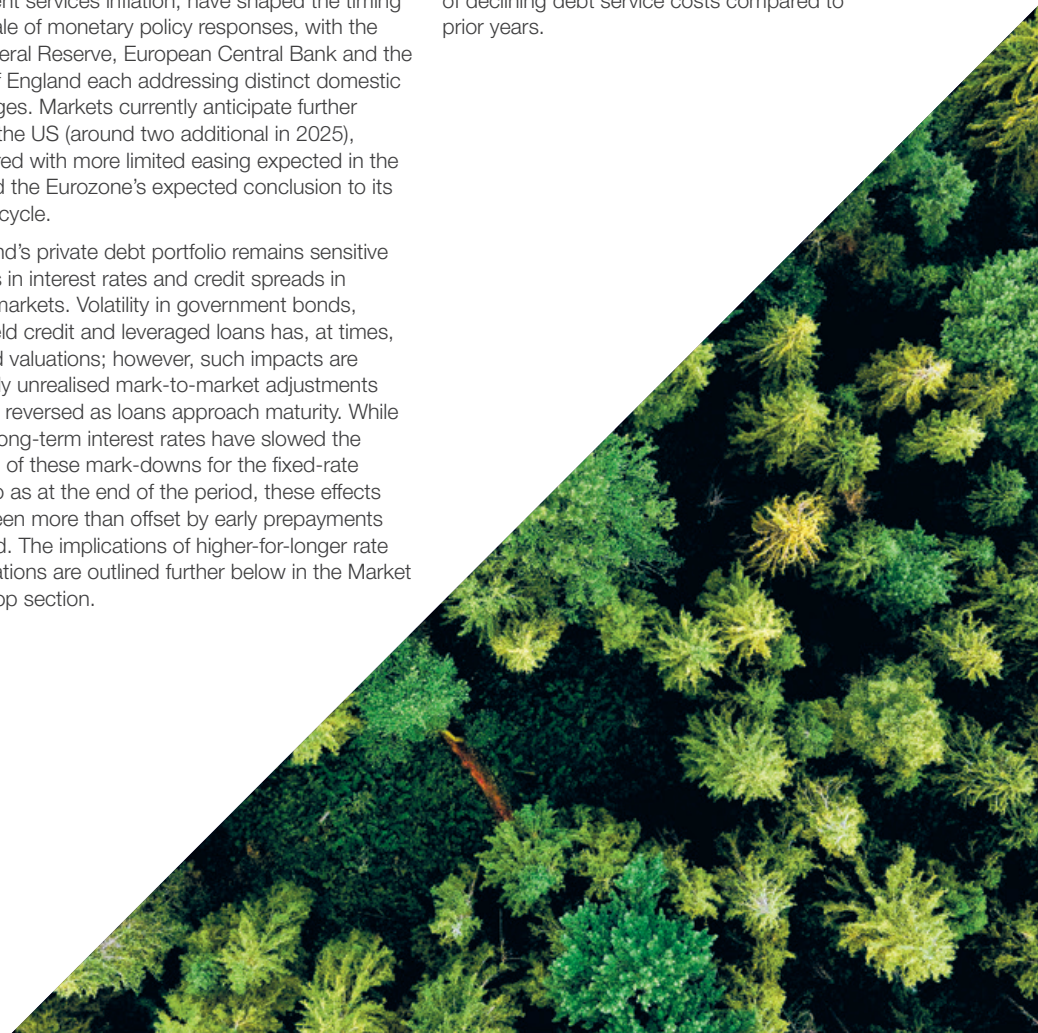 ent services inflation, have shaped the timing
ale of monetary policy responses, with the
eral Reserve, European Central Bank and the
f England each addressing distinct domestic
ges. Markets currently anticipate further
the US (around two additional in 2025),
ed with more limited easing expected in the
d the Eurozone’s expected conclusion to its
cycle.
nd’s private debt portfolio remains sensitive
s in interest rates and credit spreads in
markets. Volatility in government bonds,
eld credit and leveraged loans has, at times,
d valuations; however, such impacts are
ly unrealised mark-to-market adjustments
reversed as loans approach maturity. While
ong-term interest rates have slowed the
of these mark-downs for the fixed-rate
o as at the end of the period, these effects
een more than offset by early prepayments
d. The implications of higher-for-longer rate
ations are outlined further below in the Market
op section.
of declining debt service costs compared to
prior years.